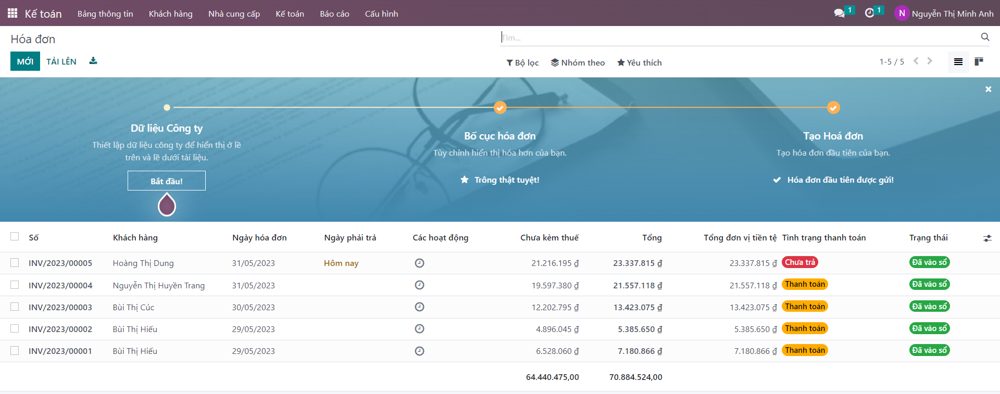 Kế toán Bảng thông tin Khách hàng Nhà cung cấp Kế toán Báo cáo Cấu hình 1 1 N Nguyễn Thị Minh Anh
Hóa đơn Tìm...
MỚI TẢI LÊN Bộ lọc Nhóm theo Yêu thích 1-5 / 5
Dữ liệu Công ty
Thiết lập dữ liệu công ty để hiển thị ở lề
trên và lề dưới tài liệu.
Bắt đầu!
Bố cục hóa đơn
Tùy chỉnh hiển thị hóa hơn của bạn.
Trông thật tuyệt!
Tạo Hoá đơn
Tạo hóa đơn đầu tiên của bạn.
Hóa đơn đầu tiên được gửi!
Số Khách hàng Ngày hóa đơn Ngày phải trả Các hoạt động Chưa kèm thuế Tổng Tổng đơn vị tiền tệ Tình trạng thanh toán Trạng thái
INV/2023/00005 Hoàng Thị Dung 31/05/2023 Hôm nay 21.216.195 ₫ 23.337.815 ₫ 23.337.815 ₫ Chưa trả Đã vào sổ
INV/2023/00004 Nguyễn Thị Huyền Trang 31/05/2023 19.597.380 ₫ 21.557.118 ₫ 21.557.118 ₫ Thanh toán Đã vào sổ
INV/2023/00003 Bùi Thị Cúc 30/05/2023 12.202.795 ₫ 13.423.075 ₫ 13.423.075 ₫ Thanh toán Đã vào sổ
INV/2023/00002 Bùi Thị Hiếu 29/05/2023 4.896.045 ₫ 5.385.650 ₫ 5.385.650 ₫ Thanh toán Đã vào sổ
INV/2023/00001 Bùi Thị Hiếu 29/05/2023 6.528.060 ₫ 7.180.866 ₫ 7.180.866 ₫ Thanh toán Đã vào sổ
64.440.475,00 70.884.524,00